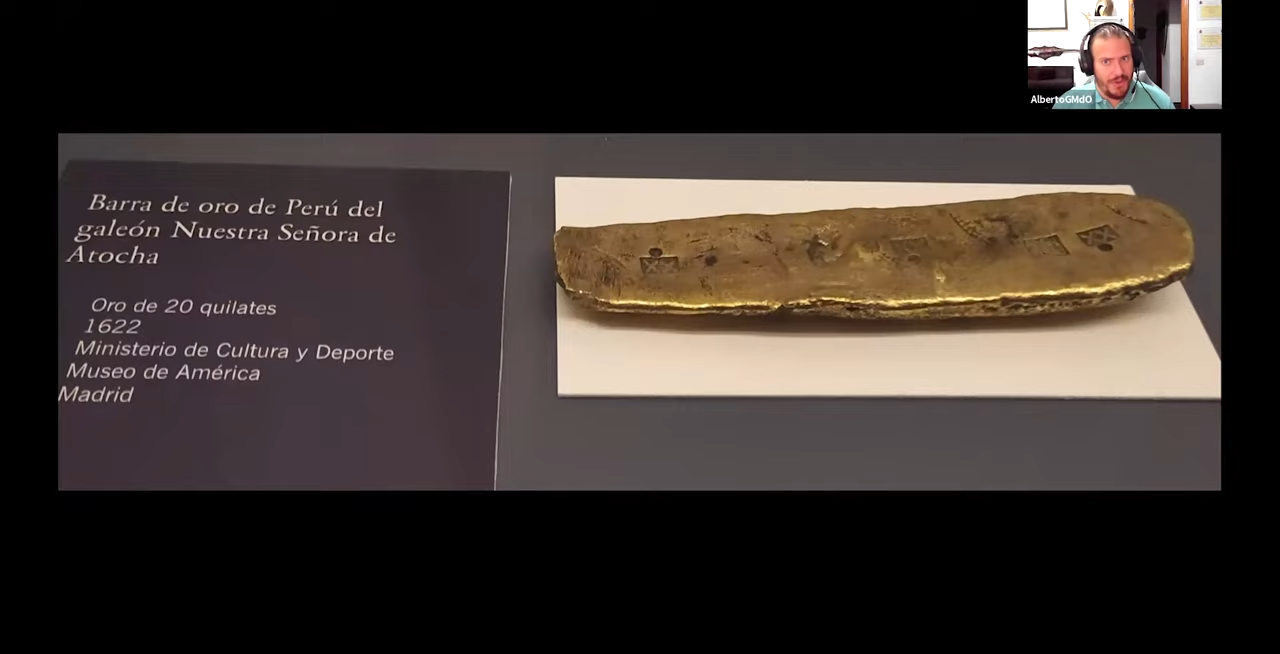 AlbertoGMdO
Barra de oro de Perú del
galeón Nuestra Señora de
Atocha
Oro de 20 quilates
1622
Ministerio de Cultura y Deporte
Museo de América
Madrid